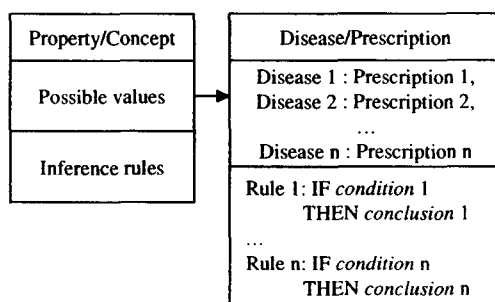 Property/Concept
Possible values
Inference rules
Disease/Prescription
Disease 1 : Prescription 1,
Disease 2 : Prescription 2,
...
Disease n : Prescription n
Rule 1: IF condition 1
THEN conclusion 1
...
Rule n: IF condition n
THEN conclusion n